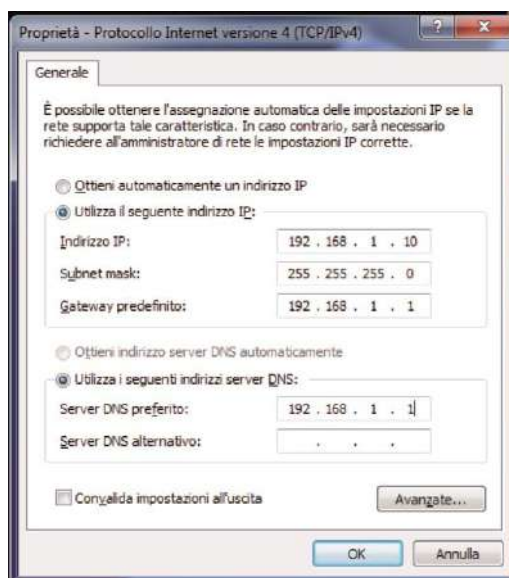 Proprietà - Protocollo Internet versione 4 (TCP/IPv4)
Generale
È possibile ottenere l'assegnazione automatica delle impostazioni IP se la
rete supporta tale caratteristica. In caso contrario, sarà necessario
richiedere all'amministratore di rete le impostazioni IP corrette.
Ottieni automaticamente un indirizzo IP
Utilizza il seguente indirizzo IP:
Indirizzo IP: 192 . 168 . 1 . 10
Subnet mask: 255 . 255 . 255 . 0
Gateway predefinito: 192 . 168 . 1 . 1
Ottieni indirizzo server DNS automaticamente
Utilizza i seguenti indirizzi server DNS:
Server DNS preferito: 192 . 168 . 1 . 1
Server DNS alternativo: . . .
Convalida impostazioni all'uscita
Avanzate...
OK Annulla